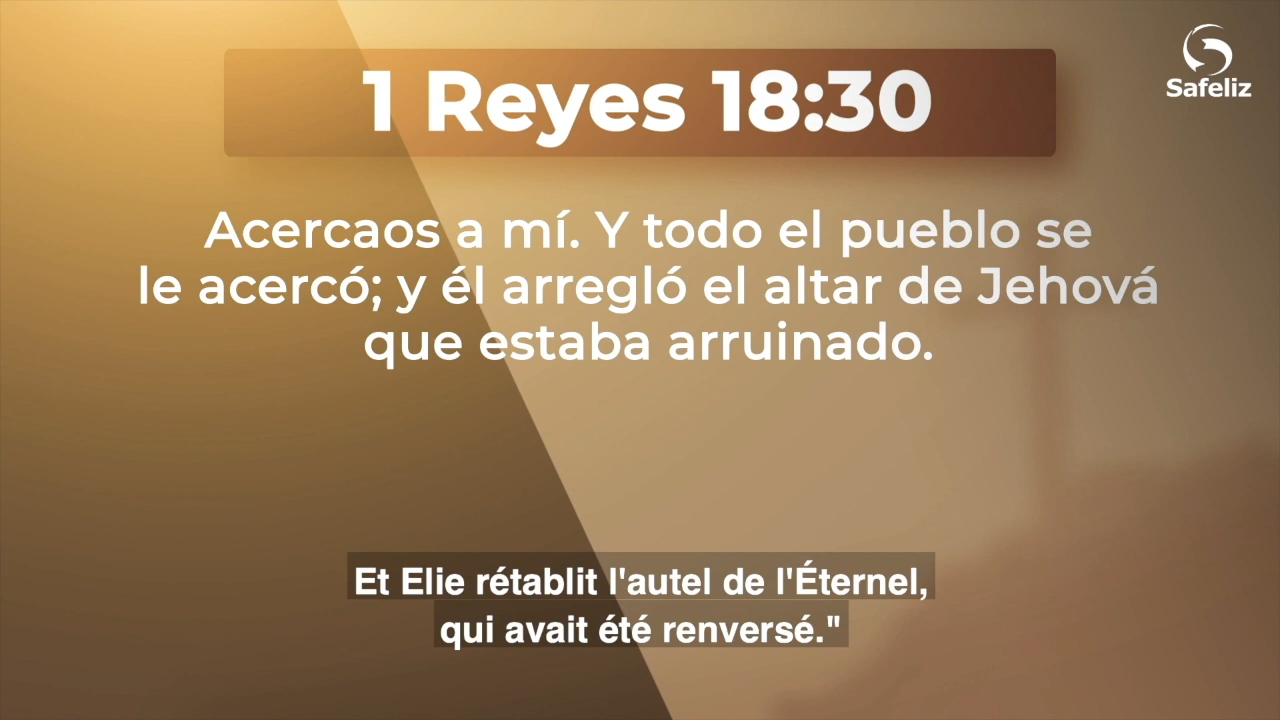 1 Reyes 18:30
Safeliz
Acercaos a mí. Y todo el pueblo se
le acercó; y él arregló el altar de Jehová
que estaba arruinado.
Et Elie rétablit l'autel de l'Éternel,
qui avait été renversé."